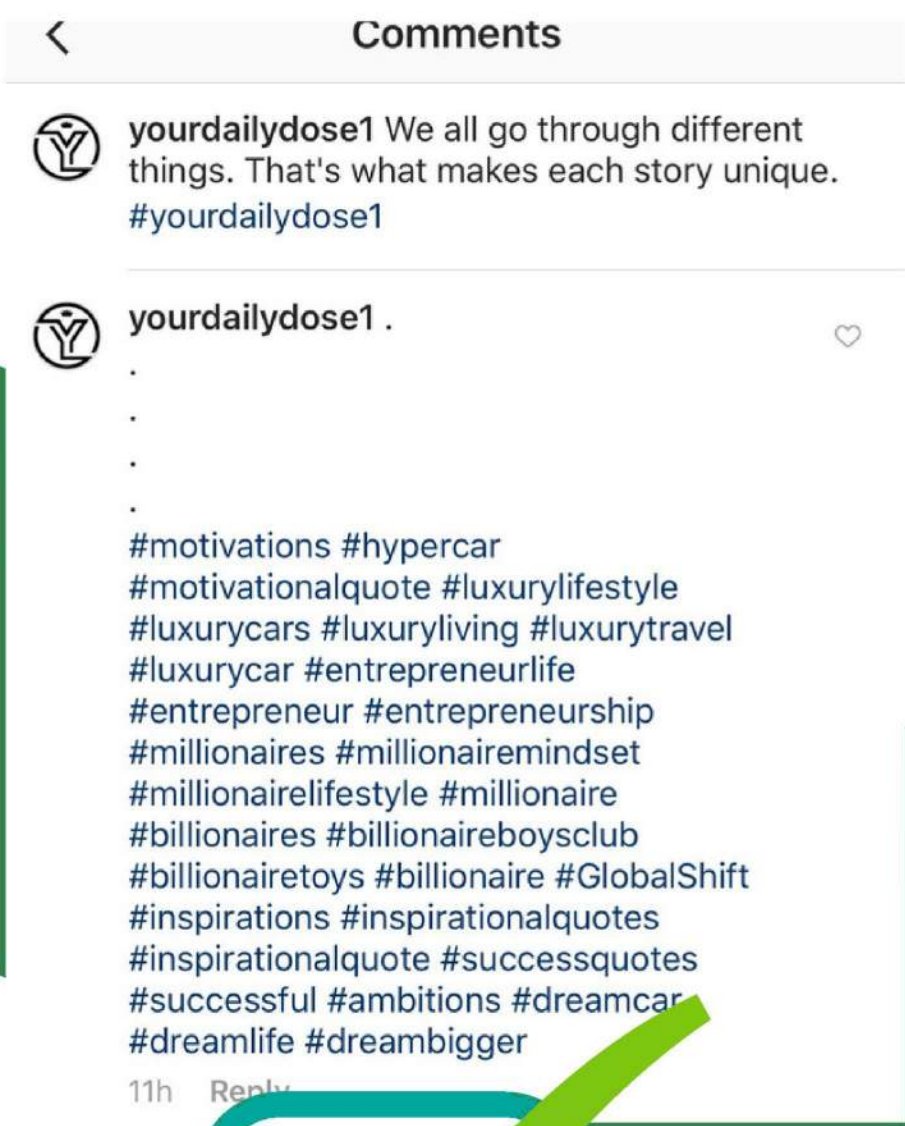 Comments
yourdailydose1 We all go through different
things. That's what makes each story unique.
#yourdailydose1
yourdailydose1 .
.
.
.
.
#motivations #hypercar
#motivationalquote #luxurylifestyle
#luxurycars #luxuryliving #luxurytravel
#luxurycar #entrepreneurlife
#entrepreneur #entrepreneurship
#millionaires #millionairemindset
#millionairelifestyle #millionaire
#billionaires #billionaireboysclub
#billionairetoys #billionaire #GlobalShift
#inspirations #inspirationalquotes
#inspirationalquote #successquotes
#successful #ambitions #dreamcar
#dreamlife #dreambigger
11h Reply